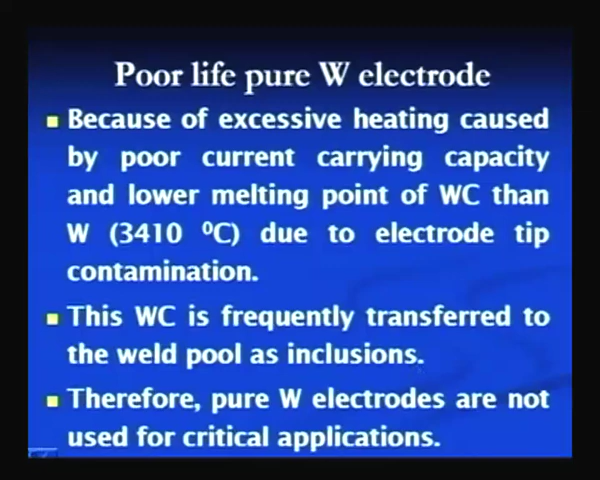 Poor life pure W electrode
Because of excessive heating caused
by poor current carrying capacity
and lower melting point of WC than
W (3410 ⁰C) due to electrode tip
contamination.
This WC is frequently transferred to
the weld pool as inclusions.
Therefore, pure W electrodes are not
used for critical applications.